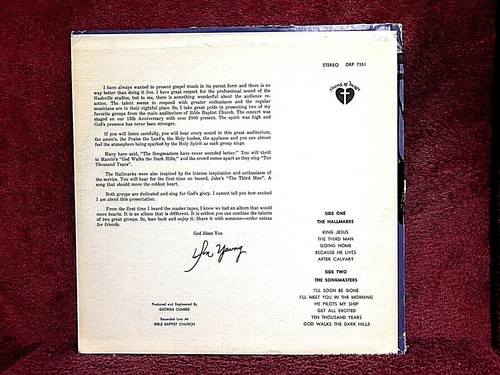 STEREO DRP 7351
I have always wanted to present gospel music in its purest form and there is no
way better than doing it live. I have great respect for the professional sound of the
Nashville studios, but to me, there is something wonderful about the audience re-
action. The talent seems to respond with greater enthusiasm and the regular
musicians are in their rightful place. So, I take great pride in presenting two of
my favorite groups from the main auditorium of Bible Baptist Church. The concert
was staged on our 15th Anniversary with over 2000 present. The spirit was high and
God's presence has never been stronger.
If you will listen carefully, you will hear every sound in this great auditorium,
the amen's, the Praise the Lord's, the Holy hushes, the applause and you can almost
feel the atmosphere being sparked by the Holy Spirit as each group sings.
Many have said, "The Songmasters have never sounded better." You will thrill
to Marcie's "God Walks the Dark Hills," and the crowd comes apart as they sing "Ten
Thousand Years".
The Hallmarks were also inspired by the intense inspiration and enthusiasm of
the service. You will hear for the first time on record, John's "The Third Man". A
song that should move the coldest heart.
Both groups are dedicated and sing for God's glory. I cannot tell you how excited
I am about this presentation.
From the first time I heard the master tapes, I knew we had an album that would
move hearts. It is an album that is different. It is seldom you can combine the talents
of two great groups. So, lean back and enjoy it. Share it with someone—order extras
for friends.
God Bless You
Don Young
Produced and Engineered By
GEORGE CUMBEE
Recorded Live At
BIBLE BAPTIST CHURCH
SIDE ONE
THE HALLMARKS
KING JESUS
THE THIRD MAN
GOING HOME
BECAUSE HE LIVES
AFTER CALVARY
SIDE TWO
THE SONGMASTERS
I'LL SOON BE GONE
I'LL MEET YOU IN THE MORNING
HE PILOTS MY SHIP
GET ALL EXCITED
TEN THOUSAND YEARS
GOD WALKS THE DARK HILLS